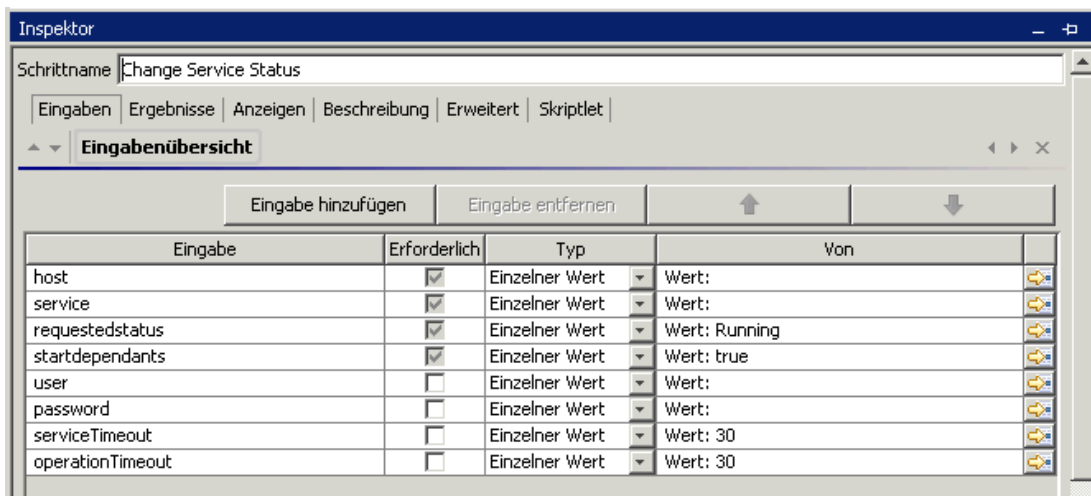 Inspektor
Schrittname Change Service Status
Eingaben Ergebnisse Anzeigen Beschreibung Erweitert Skriptlet
Eingabenübersicht
Eingabe hinzufügen Eingabe entfernen
Eingabe Erforderlich Typ Von
host Einzelner Wert Wert:
service Einzelner Wert Wert:
requestedstatus Einzelner Wert Wert: Running
startdependants Einzelner Wert Wert: true
user Einzelner Wert Wert:
password Einzelner Wert Wert:
serviceTimeout Einzelner Wert Wert: 30
operationTimeout Einzelner Wert Wert: 30